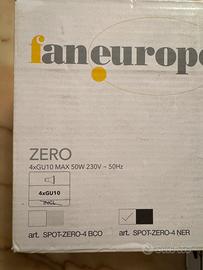 faneurope
ZERO
4xGU10 MAX 50W 230V ~ 50Hz
4xGU10
INCL.
art. SPOT-ZERO-4 BCO
art. SPOT-ZERO-4 NER